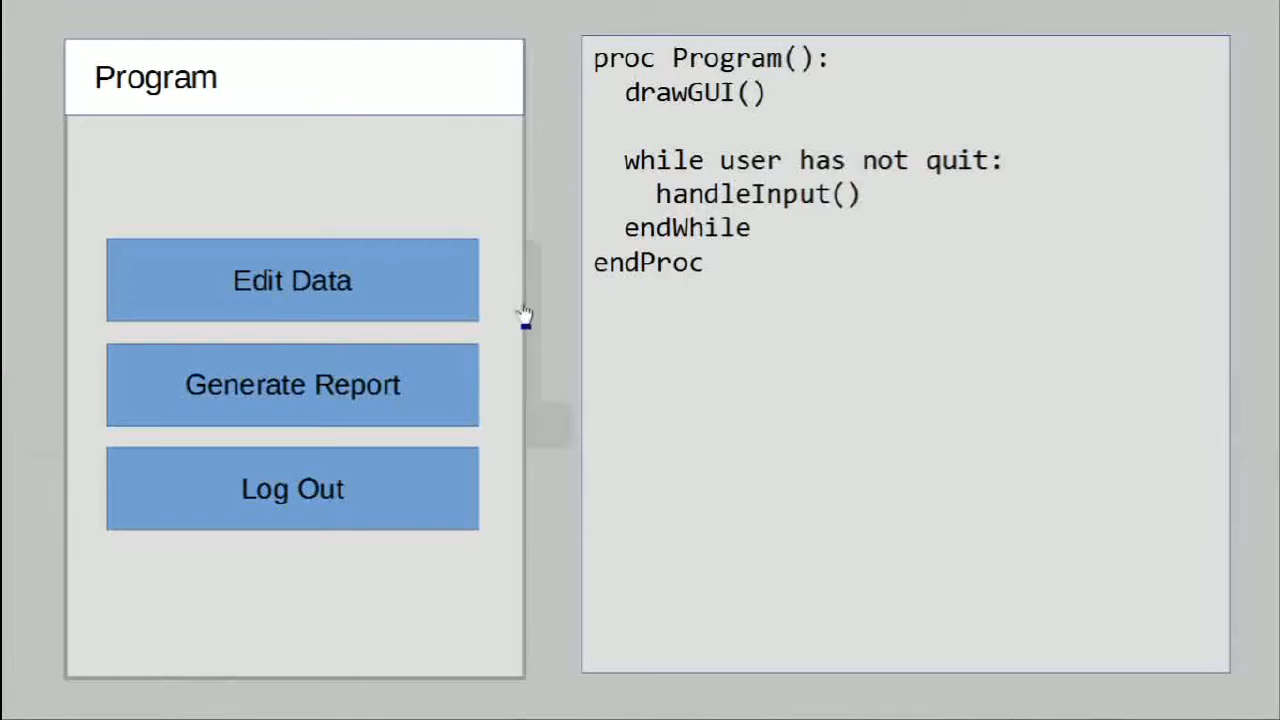 Program
Edit Data
Generate Report
Log Out
proc Program():
  drawGUI()

  while user has not quit:
    handleInput()
  endWhile
endProc